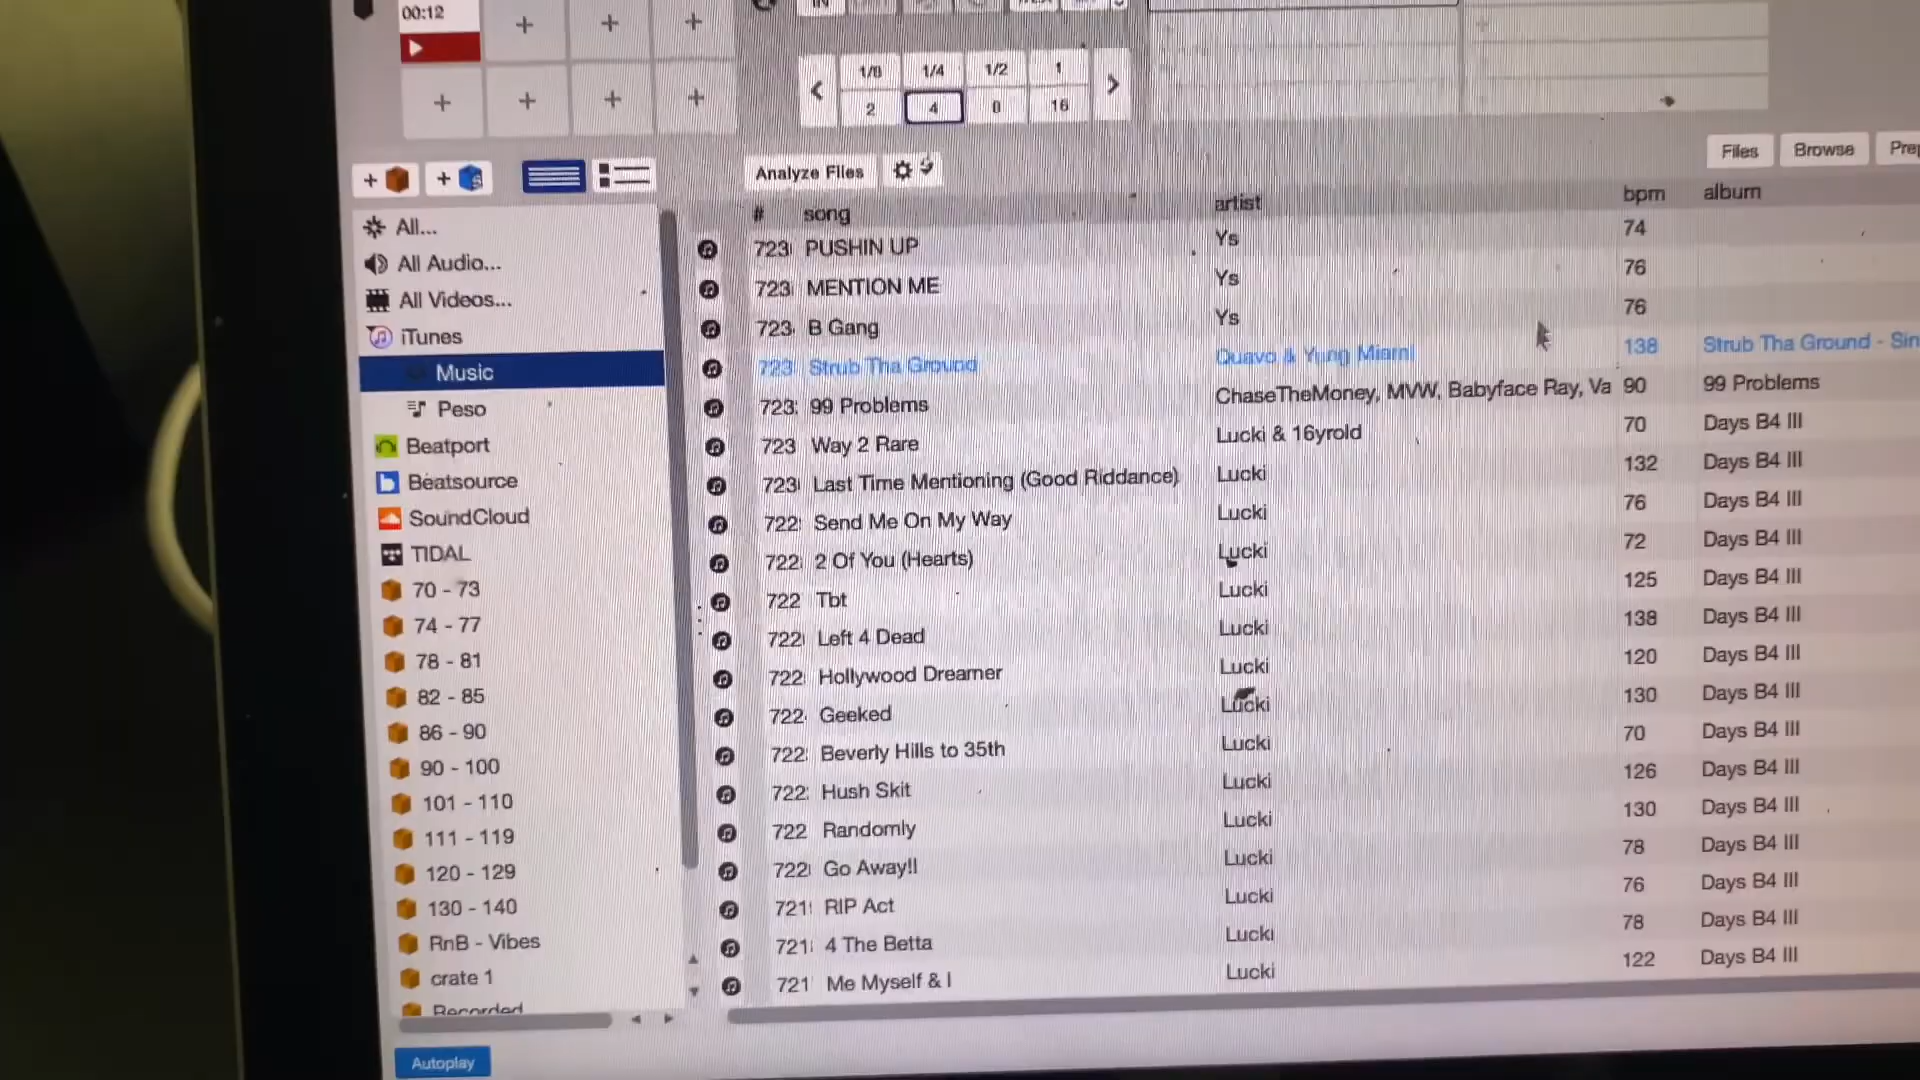 00:12
IN
1/8 1/4 1/2 1
2 4 8 16
Analyze Files
Files Browse
# song artist bpm album
All...
All Audio...
All Videos...
iTunes
Music
Peso
Beatport
Beatsource
SoundCloud
TIDAL
70 - 73
74 - 77
78 - 81
82 - 85
86 - 90
90 - 100
101 - 110
111 - 119
120 - 129
130 - 140
RnB - Vibes
crate 1
Recorded
Autoplay
723 PUSHIN UP Ys 74
723 MENTION ME Ys 76
723 B Gang Ys 76
723 Strub Tha Ground Quavo & Yung Miami 138 Strub Tha Ground - Sin
723 99 Problems ChaseTheMoney, MVW, Babyface Ray, Va 90 99 Problems
723 Way 2 Rare Lucki & 16yrold 70 Days B4 III
723 Last Time Mentioning (Good Riddance) Lucki 132 Days B4 III
722 Send Me On My Way Lucki 76 Days B4 III
722 2 Of You (Hearts) Lucki 72 Days B4 III
722 Tbt Lucki 125 Days B4 III
722 Left 4 Dead Lucki 138 Days B4 III
722 Hollywood Dreamer Lucki 120 Days B4 III
722 Geeked Lucki 130 Days B4 III
722 Beverly Hills to 35th Lucki 70 Days B4 III
722 Hush Skit Lucki 126 Days B4 III
722 Randomly Lucki 130 Days B4 III
722 Go Away!! Lucki 78 Days B4 III
721 RIP Act Lucki 76 Days B4 III
721 4 The Betta Lucki 78 Days B4 III
721 Me Myself & I Lucki 122 Days B4 III